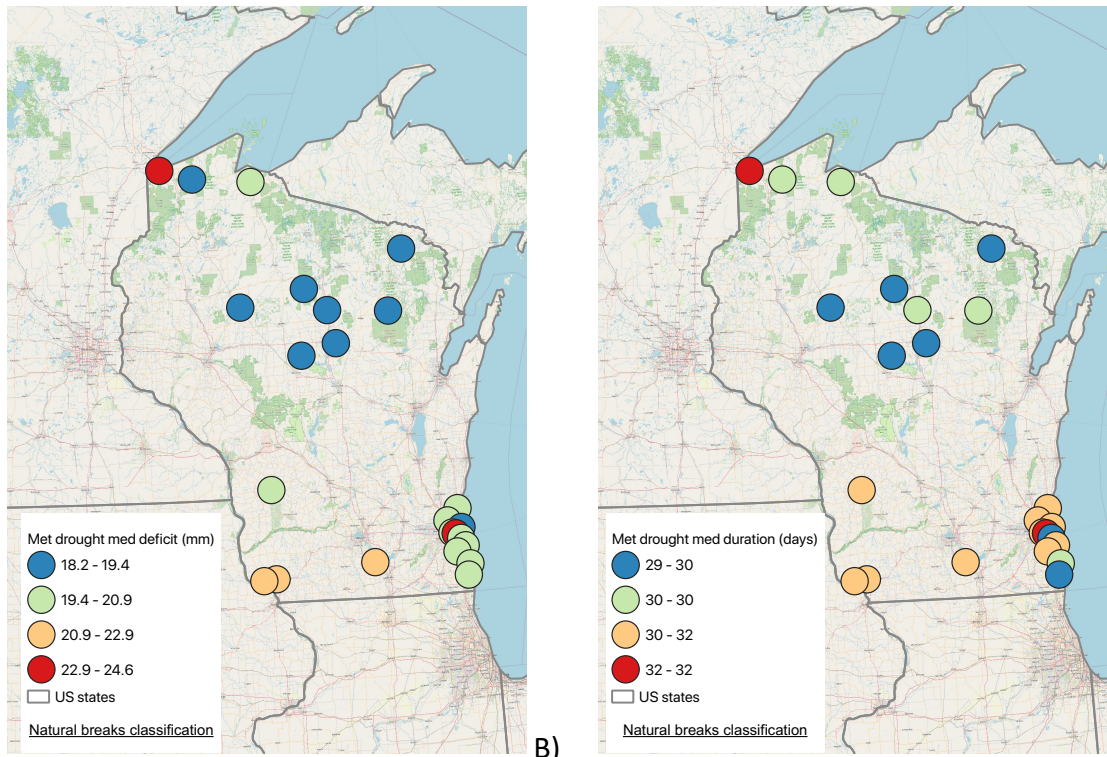 Met drought med deficit (mm)
18.2 - 19.4
19.4 - 20.9
20.9 - 22.9
22.9 - 24.6
US states
Natural breaks classification
B)
Met drought med duration (days)
29 - 30
30 - 30
30 - 32
32 - 32
US states
Natural breaks classification